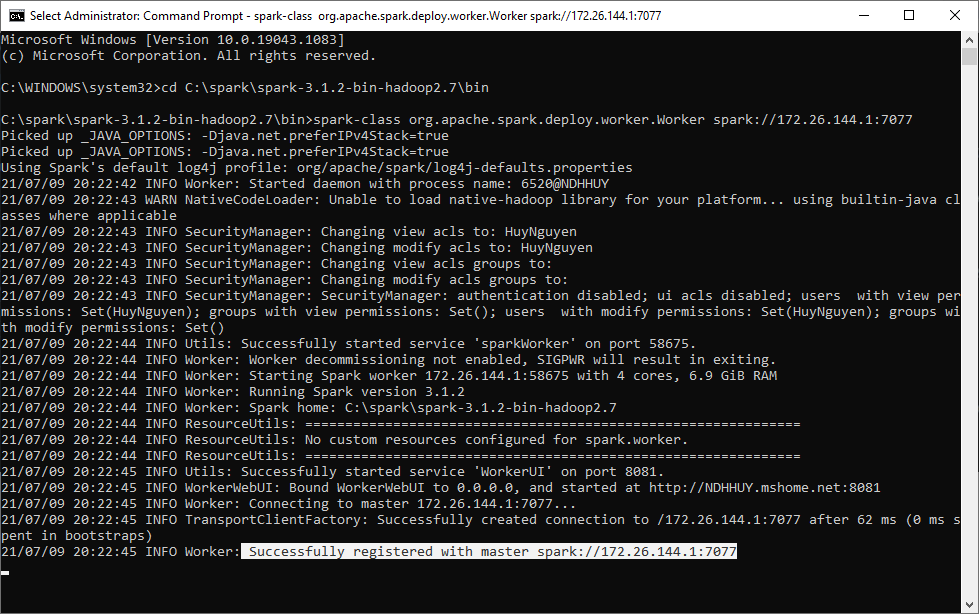 Select Administrator: Command Prompt - spark-class  org.apache.spark.deploy.worker.Worker spark://172.26.144.1:7077
Microsoft Windows [Version 10.0.19043.1083]
(c) Microsoft Corporation. All rights reserved.
C:\WINDOWS\system32>cd C:\spark\spark-3.1.2-bin-hadoop2.7\bin
C:\spark\spark-3.1.2-bin-hadoop2.7\bin>spark-class org.apache.spark.deploy.worker.Worker spark://172.26.144.1:7077
Picked up _JAVA_OPTIONS: -Djava.net.preferIPv4Stack=true
Picked up _JAVA_OPTIONS: -Djava.net.preferIPv4Stack=true
Using Spark's default log4j profile: org/apache/spark/log4j-defaults.properties
21/07/09 20:22:42 INFO Worker: Started daemon with process name: 6520@NDHHUY
21/07/09 20:22:43 WARN NativeCodeLoader: Unable to load native-hadoop library for your platform... using builtin-java cl
asses where applicable
21/07/09 20:22:43 INFO SecurityManager: Changing view acls to: HuyNguyen
21/07/09 20:22:43 INFO SecurityManager: Changing modify acls to: HuyNguyen
21/07/09 20:22:43 INFO SecurityManager: Changing view acls groups to:
21/07/09 20:22:43 INFO SecurityManager: Changing modify acls groups to:
21/07/09 20:22:43 INFO SecurityManager: SecurityManager: authentication disabled; ui acls disabled; users  with view per
missions: Set(HuyNguyen); groups with view permissions: Set(); users  with modify permissions: Set(HuyNguyen); groups wi
th modify permissions: Set()
21/07/09 20:22:44 INFO Utils: Successfully started service 'sparkWorker' on port 58675.
21/07/09 20:22:44 INFO Worker: Worker decommissioning not enabled, SIGPWR will result in exiting.
21/07/09 20:22:44 INFO Worker: Starting Spark worker 172.26.144.1:58675 with 4 cores, 6.9 GiB RAM
21/07/09 20:22:44 INFO Worker: Running Spark version 3.1.2
21/07/09 20:22:44 INFO Worker: Spark home: C:\spark\spark-3.1.2-bin-hadoop2.7
21/07/09 20:22:44 INFO ResourceUtils: ==============================================================
21/07/09 20:22:44 INFO ResourceUtils: No custom resources configured for spark.worker.
21/07/09 20:22:44 INFO ResourceUtils: ==============================================================
21/07/09 20:22:45 INFO Utils: Successfully started service 'WorkerUI' on port 8081.
21/07/09 20:22:45 INFO WorkerWebUI: Bound WorkerWebUI to 0.0.0.0, and started at http://NDHHUY.mshome.net:8081
21/07/09 20:22:45 INFO Worker: Connecting to master 172.26.144.1:7077...
21/07/09 20:22:45 INFO TransportClientFactory: Successfully created connection to /172.26.144.1:7077 after 62 ms (0 ms s
pent in bootstraps)
21/07/09 20:22:45 INFO Worker: Successfully registered with master spark://172.26.144.1:7077